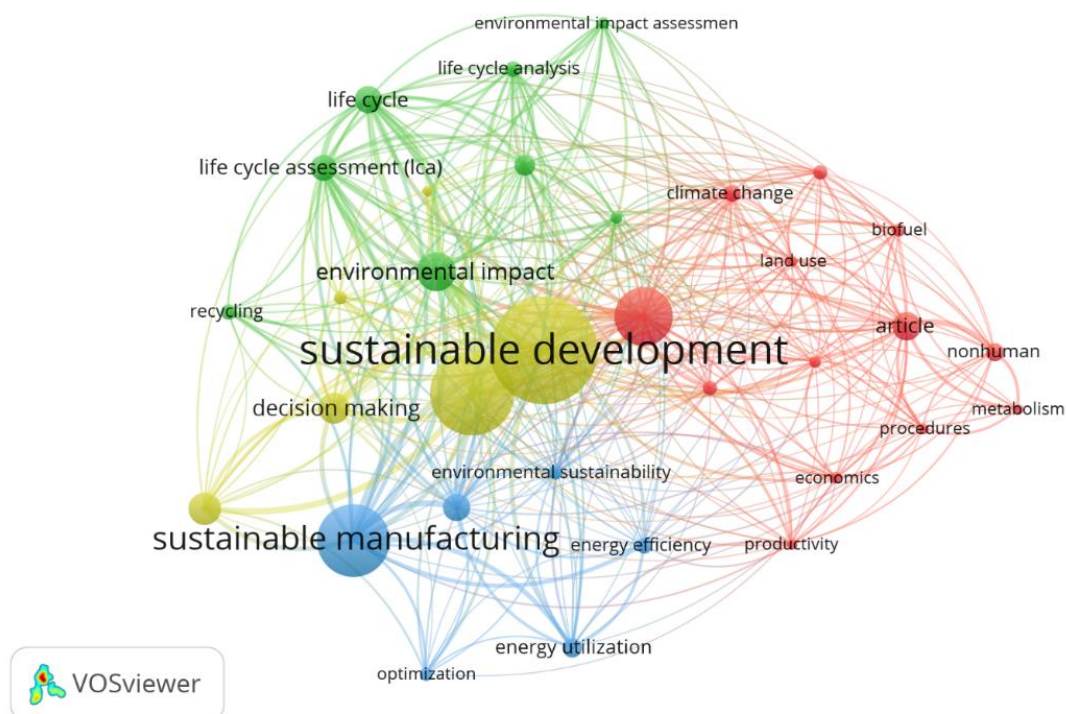 environmental impact assessmen
life cycle analysis
life cycle
life cycle assessment (lca)
climate change
biofuel
land use
environmental impact
recycling
article
sustainable development
nonhuman
decision making
metabolism
procedures
environmental sustainability
economics
sustainable manufacturing
energy efficiency
productivity
energy utilization
optimization
VOSviewer